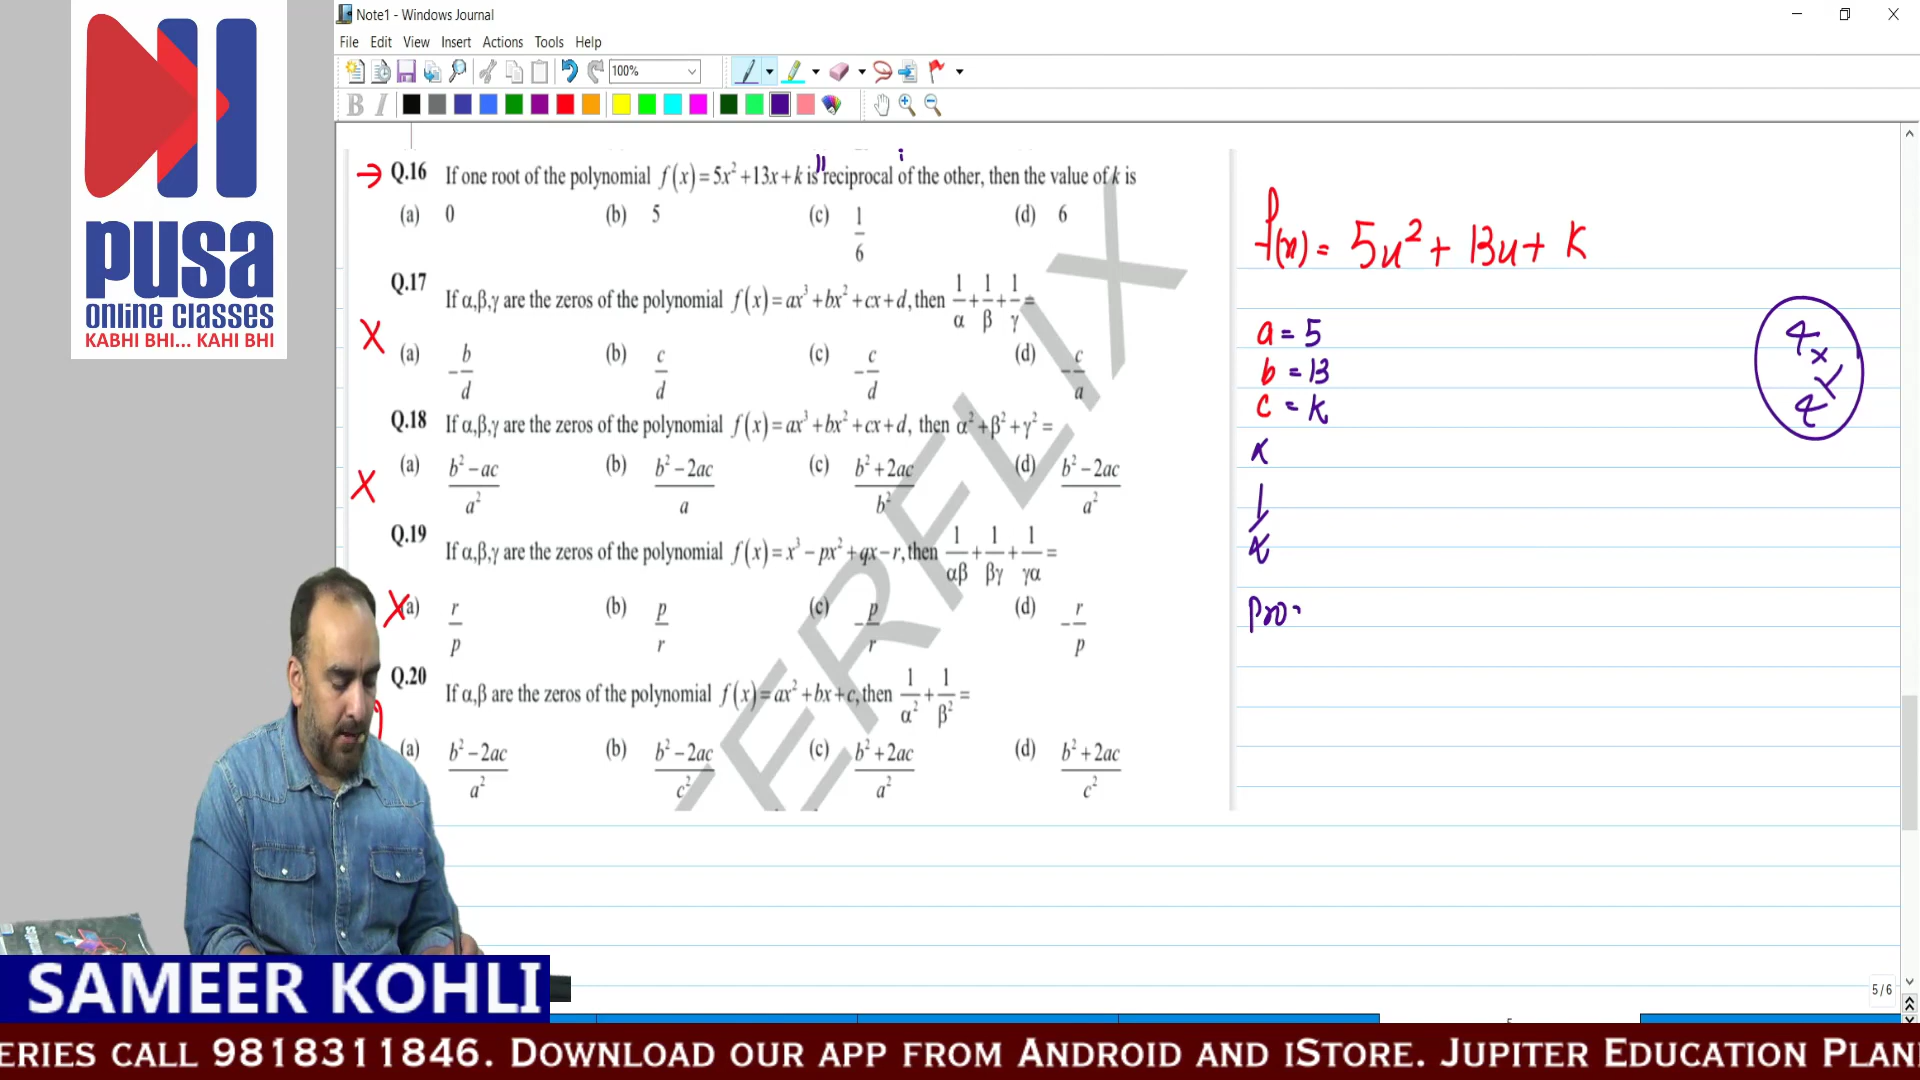 Note1 - Windows Journal
File Edit View Insert Actions Tools Help
100%
B I
pusa
online classes
KABHI BHI... KAHI BHI
→ Q.16 If one root of the polynomial f(x) = 5x² + 13x + k is reciprocal of the other, then the value of k is
(a) 0 (b) 5 (c) 1/6 (d) 6
Q.17 If α,β,γ are the zeros of the polynomial f(x) = ax³ + bx² + cx + d, then 1/α + 1/β + 1/γ =
X (a) -b/d (b) c/d (c) -c/d (d) -c/a
Q.18 If α,β,γ are the zeros of the polynomial f(x) = ax³ + bx² + cx + d, then α² + β² + γ² =
X (a) (b² - ac)/a² (b) (b² - 2ac)/a (c) (b² + 2ac)/b² (d) (b² - 2ac)/a²
Q.19 If α,β,γ are the zeros of the polynomial f(x) = x³ - px² + qx - r, then 1/αβ + 1/βγ + 1/γα =
X (a) r/p (b) p/r (c) -p/r (d) -r/p
Q.20 If α,β are the zeros of the polynomial f(x) = ax² + bx + c, then 1/α² + 1/β² =
(a) (b² - 2ac)/a² (b) (b² - 2ac)/c² (c) (b² + 2ac)/a² (d) (b² + 2ac)/c²
f(x) = 5x² + 13x + k
a = 5
b = 13
c = k
α
1/α
Pro
5 / 6
5
SAMEER KOHLI
ERIES CALL 9818311846. DOWNLOAD OUR APP FROM ANDROID AND ISTORE. JUPITER EDUCATION PLAN